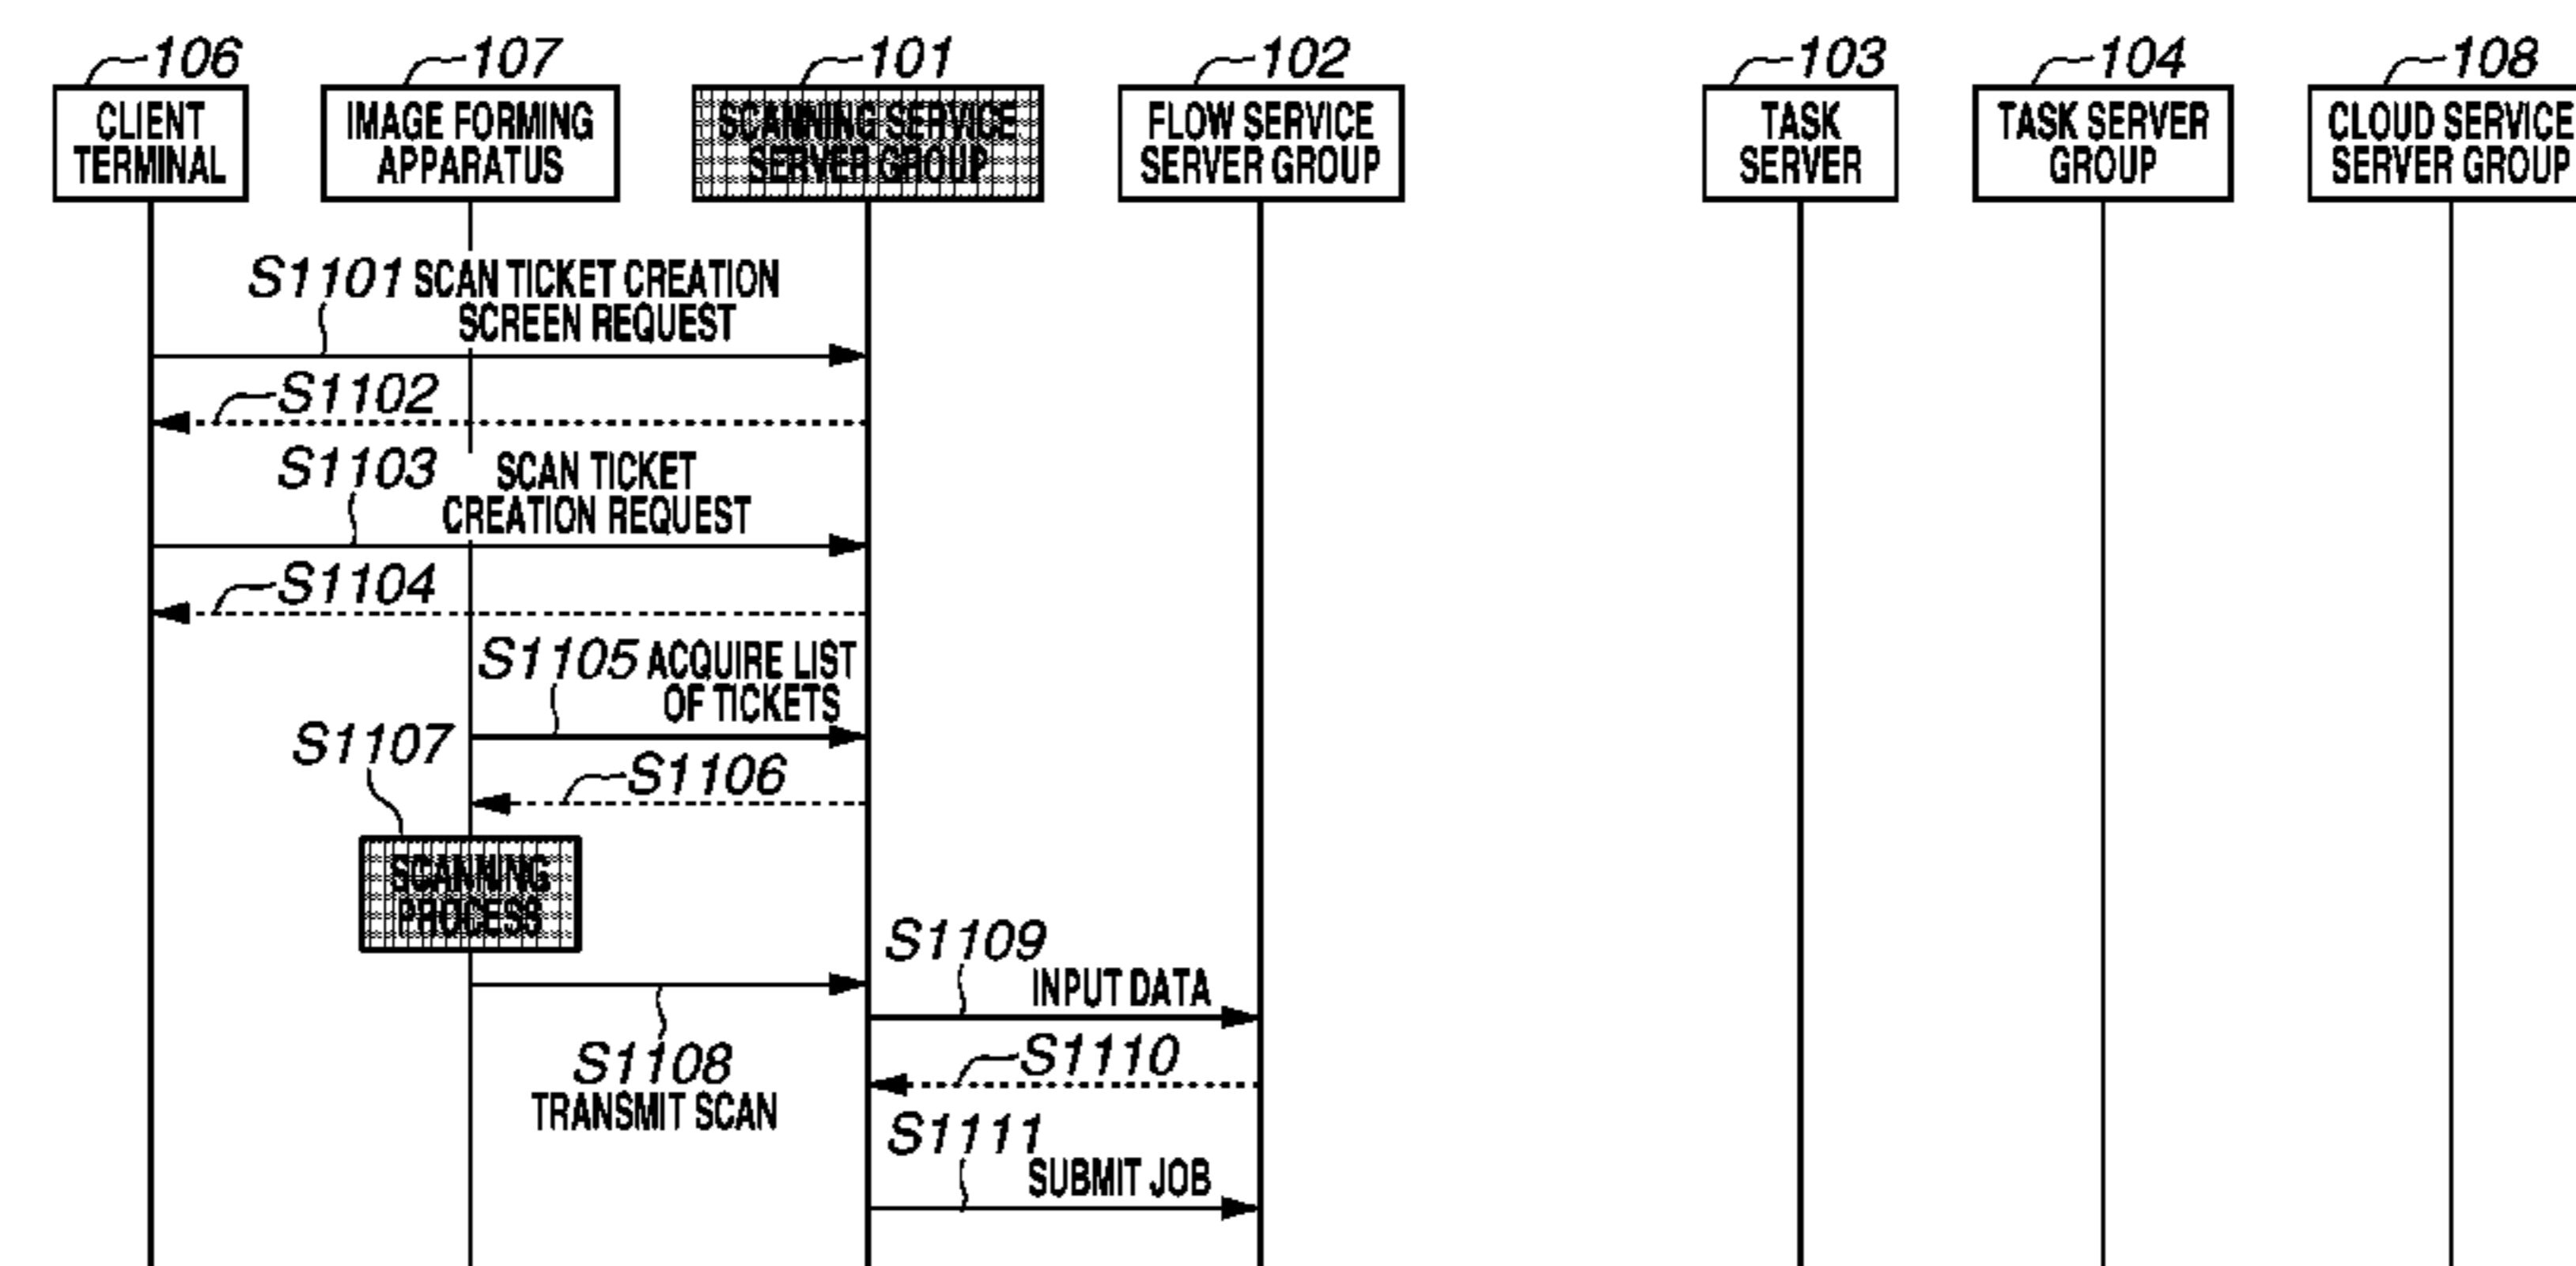 106
107
101
102
103
104
108
CLIENT
TERMINAL
IMAGE FORMING
APPARATUS
SCANNING SERVICE
SERVER GROUP
FLOW SERVICE
SERVER GROUP
TASK
SERVER
TASK SERVER
GROUP
CLOUD SERVICE
SERVER GROUP
S1101 SCAN TICKET CREATION
SCREEN REQUEST
S1102
S1103 SCAN TICKET
CREATION REQUEST
S1104
S1105 ACQUIRE LIST
OF TICKETS
S1107
S1106
SCANNING
PROCESS
S1109
INPUT DATA
S1108
TRANSMIT SCAN
S1110
S1111
SUBMIT JOB